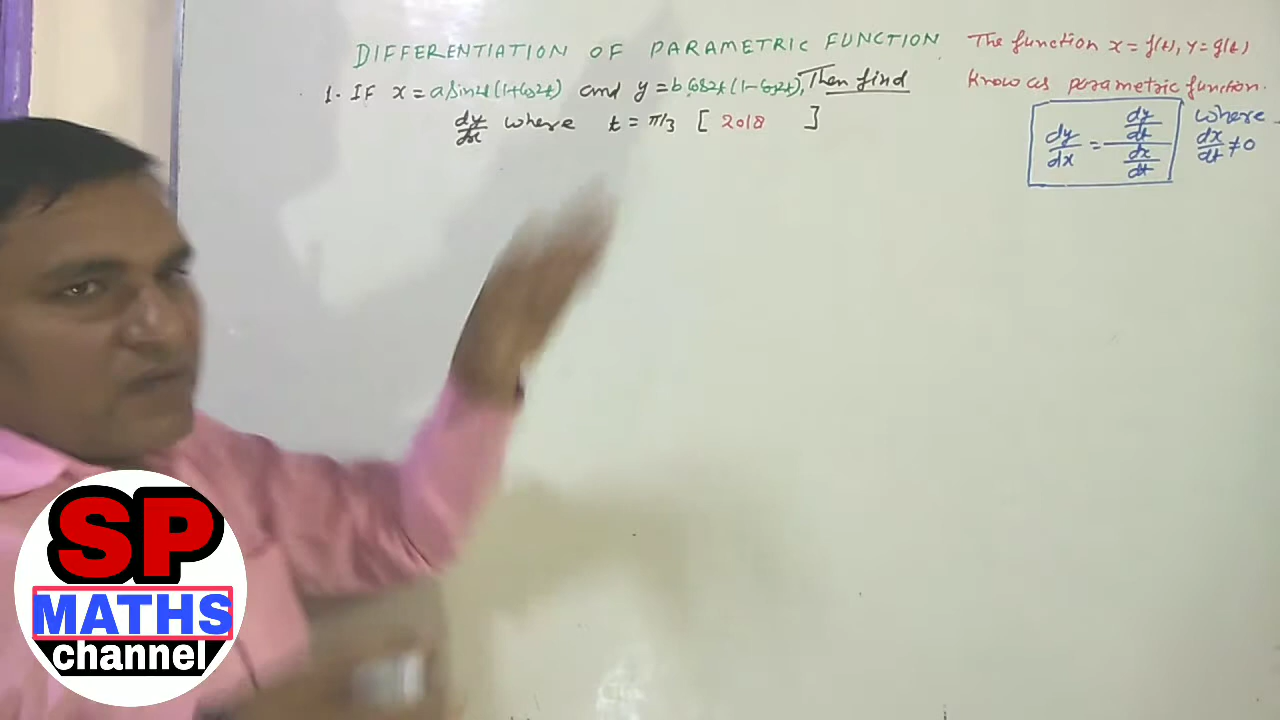 DIFFERENTIATION OF PARAMETRIC FUNCTION
1. IF x = a sin2t (1+cos2t) and y = b cos2t (1-cos2t), Then find
dy/dx where t = π/3 [ 2018 ]
The function x = f(t), y = g(t)
Know as parametric function.
dy/dx = dy/dt / dx/dt where dx/dt ≠ 0
SP
MATHS
channel